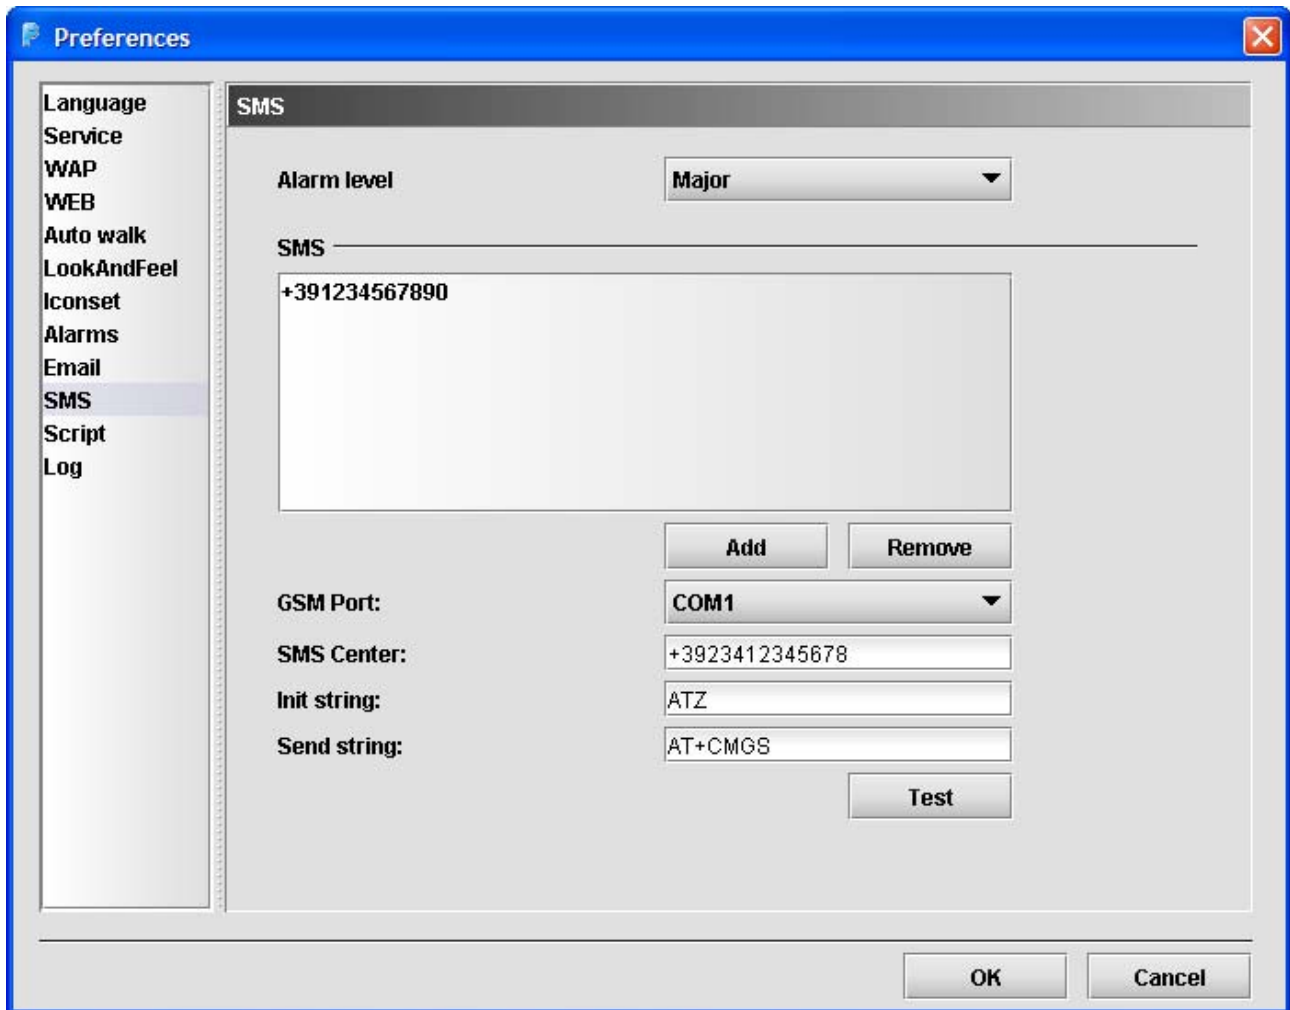 Preferences
Language
Service
WAP
WEB
Auto walk
LookAndFeel
Iconset
Alarms
Email
SMS
Script
Log
SMS
Alarm level Major
SMS
+391234567890
Add Remove
GSM Port: COM1
SMS Center: +3923412345678
Init string: ATZ
Send string: AT+CMGS
Test
OK Cancel